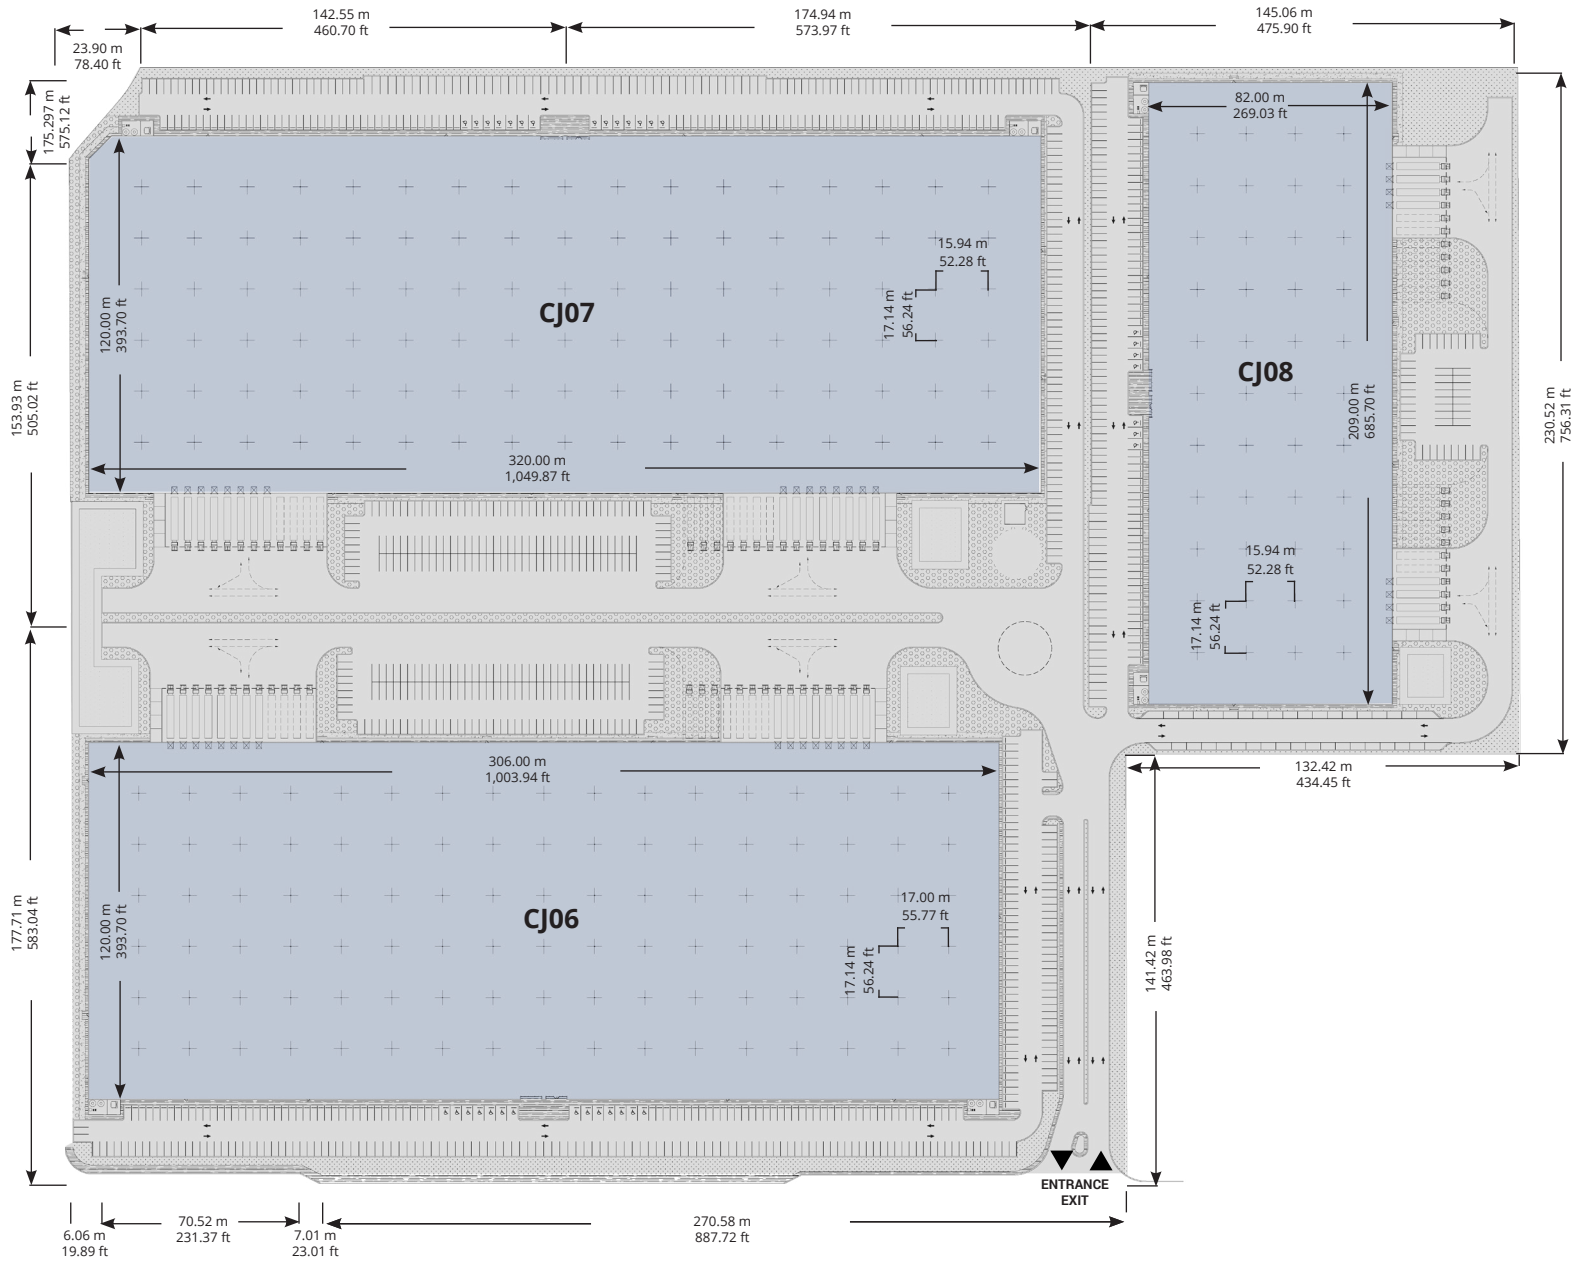 142.55 m
460.70 ft
174.94 m
573.97 ft
145.06 m
475.90 ft
23.90 m
78.40 ft
175.297 m
575.12 ft
82.00 m
269.03 ft
15.94 m
52.28 ft
17.14 m
56.24 ft
CJ07
120.00 m
393.70 ft
CJ08
209.00 m
685.70 ft
153.93 m
505.02 ft
230.52 m
756.31 ft
320.00 m
1,049.87 ft
15.94 m
52.28 ft
17.14 m
56.24 ft
306.00 m
1,003.94 ft
132.42 m
434.45 ft
17.00 m
55.77 ft
CJ06
120.00 m
393.70 ft
17.14 m
56.24 ft
177.71 m
583.04 ft
141.42 m
463.98 ft
ENTRANCE
EXIT
6.06 m
19.89 ft
70.52 m
231.37 ft
7.01 m
23.01 ft
270.58 m
887.72 ft